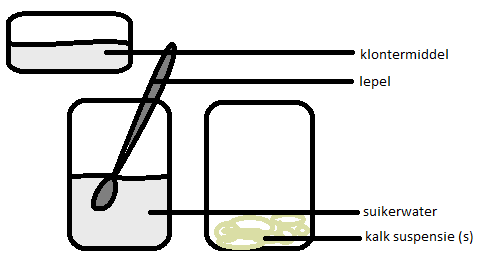 klontermiddel
lepel
suikerwater
kalk suspensie (s)